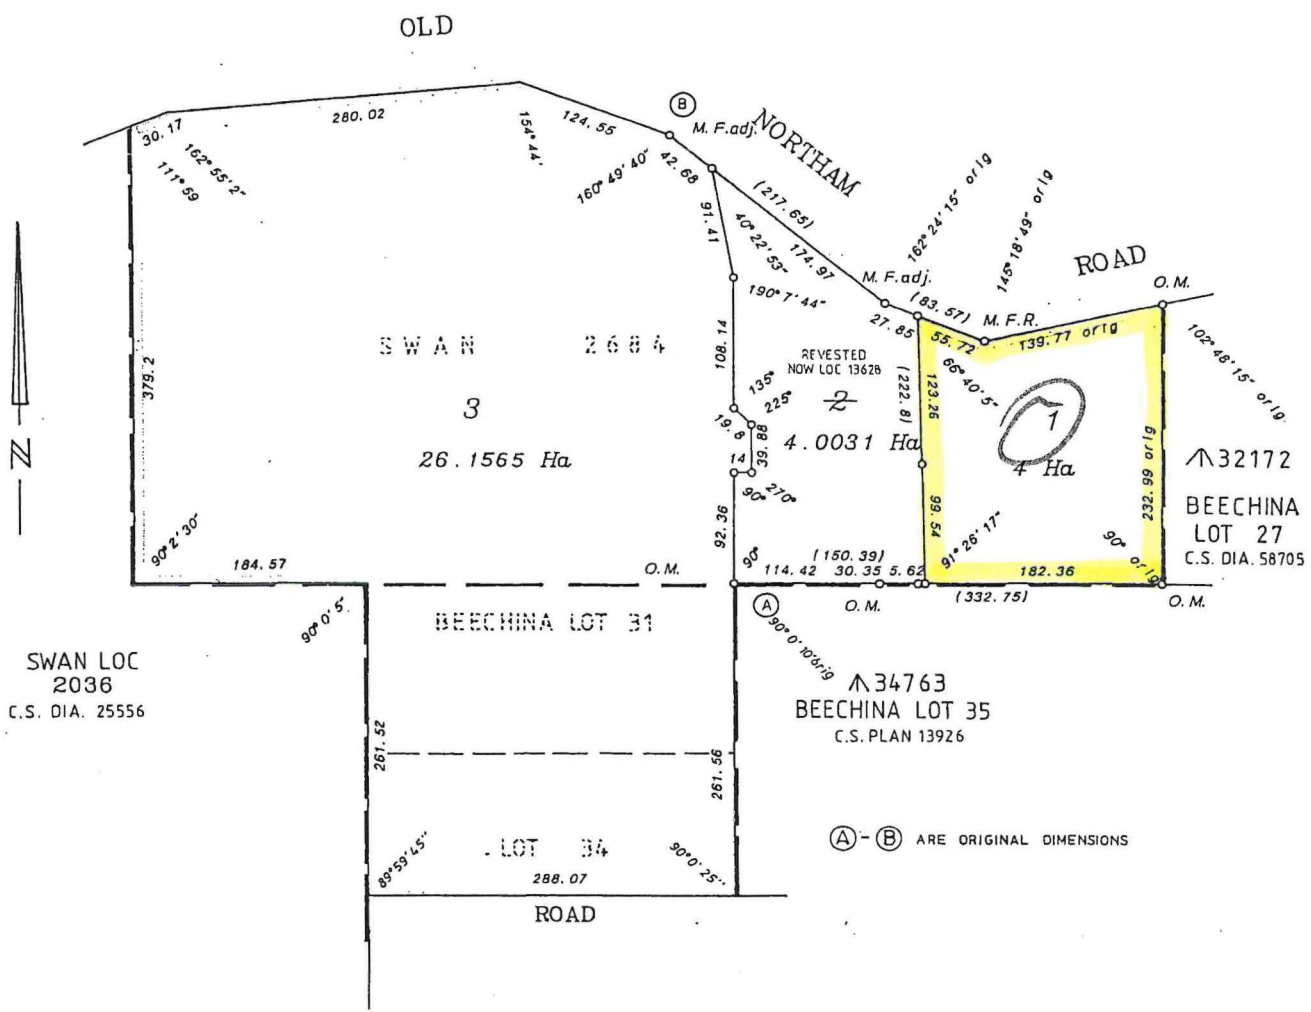 OLD
NORTHAM
ROAD
30.17
280.02
124.55
B
M. F.adj.
42.68
162° 55' 2"
111° 59
154° 44'
160° 49' 40"
(217.65)
174.97
91.41
40° 22' 53"
190° 7' 44"
M. F.adj.
162° 24' 15" orig
145° 18' 49" orig
(83.57)
27.85
55.72
M. F.R.
139.77 orig
O. M.
102° 48' 15" orig
N
379.2
SWAN 2684
3
26.1565 Ha
108.14
135°
225°
19.8
39.88
14
90°
270°
92.36
90°
REVESTED
NOW LOC 13628
2
4.0031 Ha
(222.8)
123.26
66° 40' 5"
99.54
91° 26' 17"
1
4 Ha
232.99 orig
90° orig
32172
BEECHINA
LOT 27
C.S. DIA. 58705
90° 2' 30"
184.57
O. M.
(150.39)
114.42
30.35
5.62
182.36
(332.75)
O. M.
O. M.
90° 0' 5"
BEECHINA LOT 31
A
90° 0' 10" orig
SWAN LOC
2036
C.S. DIA. 25556
34763
BEECHINA LOT 35
C.S. PLAN 13926
261.52
261.56
LOT 34
89° 59' 45"
90° 0' 25"
288.07
ROAD
A - B ARE ORIGINAL DIMENSIONS